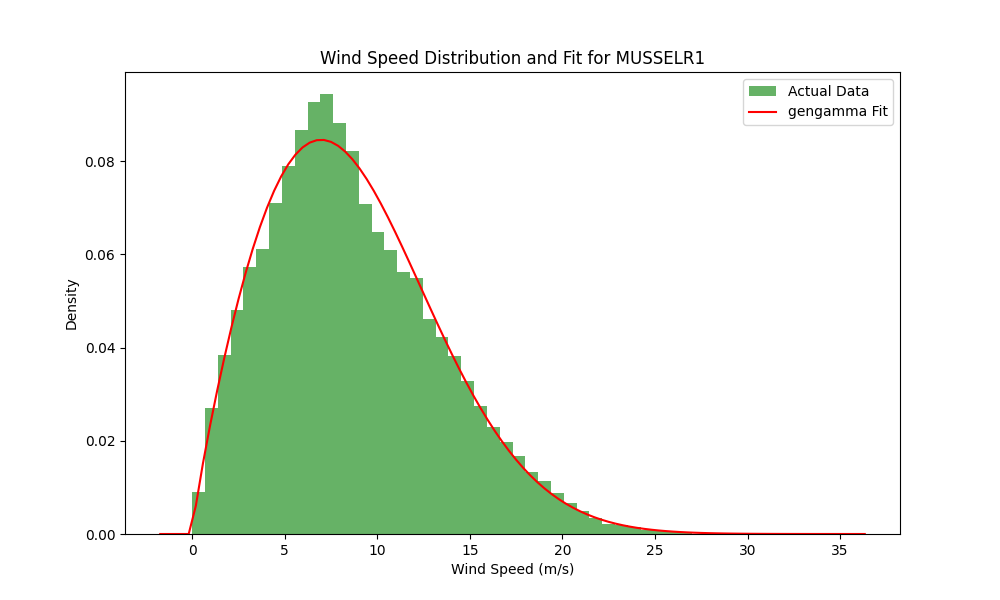 Wind Speed Distribution and Fit for MUSSELR1
Actual Data
gengamma Fit
Density
0.08
0.06
0.04
0.02
0.00
0 5 10 15 20 25 30 35
Wind Speed (m/s)